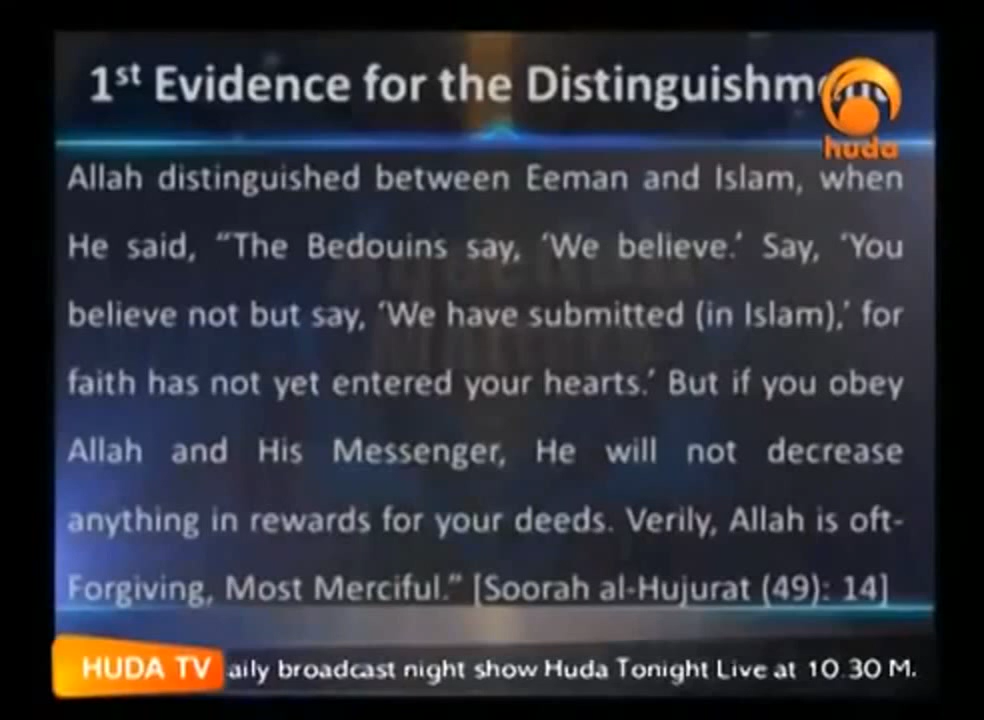 1st Evidence for the Distinguishm
huda
Allah distinguished between Eeman and Islam, when
He said, “The Bedouins say, ‘We believe.’ Say, ‘You
believe not but say, ‘We have submitted (in Islam),’ for
faith has not yet entered your hearts.’ But if you obey
Allah and His Messenger, He will not decrease
anything in rewards for your deeds. Verily, Allah is oft-
Forgiving, Most Merciful.” [Soorah al-Hujurat (49): 14]
HUDA TV aily broadcast night show Huda Tonight Live at 10.30 M.